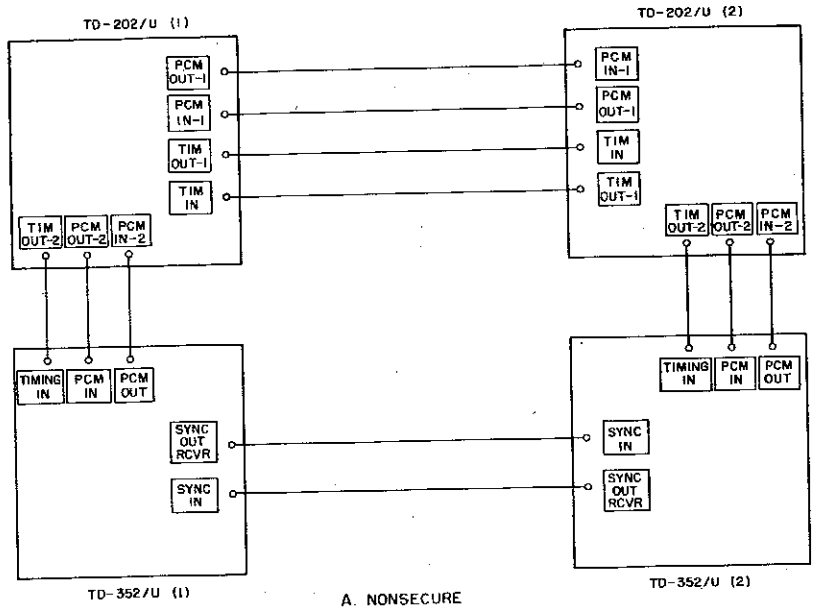 TD-202/U (1)
TD-202/U (2)
PCM
OUT-1
PCM
IN-1
TIM
OUT-1
TIM
IN
PCM
IN-1
PCM
OUT-1
TIM
IN
TIM
OUT-1
TIM
OUT-2
PCM
OUT-2
PCM
IN-2
TIM
OUT-2
PCM
OUT-2
PCM
IN-2
TIMING
IN
PCM
IN
PCM
OUT
TIMING
IN
PCM
IN
PCM
OUT
SYNC
OUT
RCVR
SYNC
IN
SYNC
IN
SYNC
OUT
RCVR
TD-352/U (1)
TD-352/U (2)
A. NONSECURE